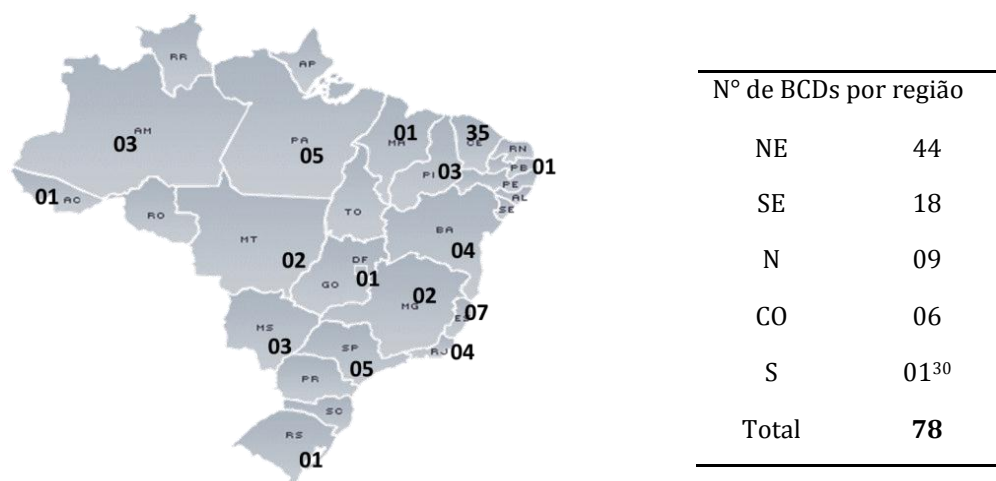 RR
AP
AM
03
PA
05
01
MA
35
CE
RN
PB 01
PI 03
PE
AL
SE
01 AC
RO
TO
MT
02
BA
04
DF
01
GO
02
MG
07
ES
MS
03
SP
05
RJ 04
PR
SC
RS
01
N° de BCDs por região
NE 44
SE 18
N 09
CO 06
S 01³⁰
Total 78